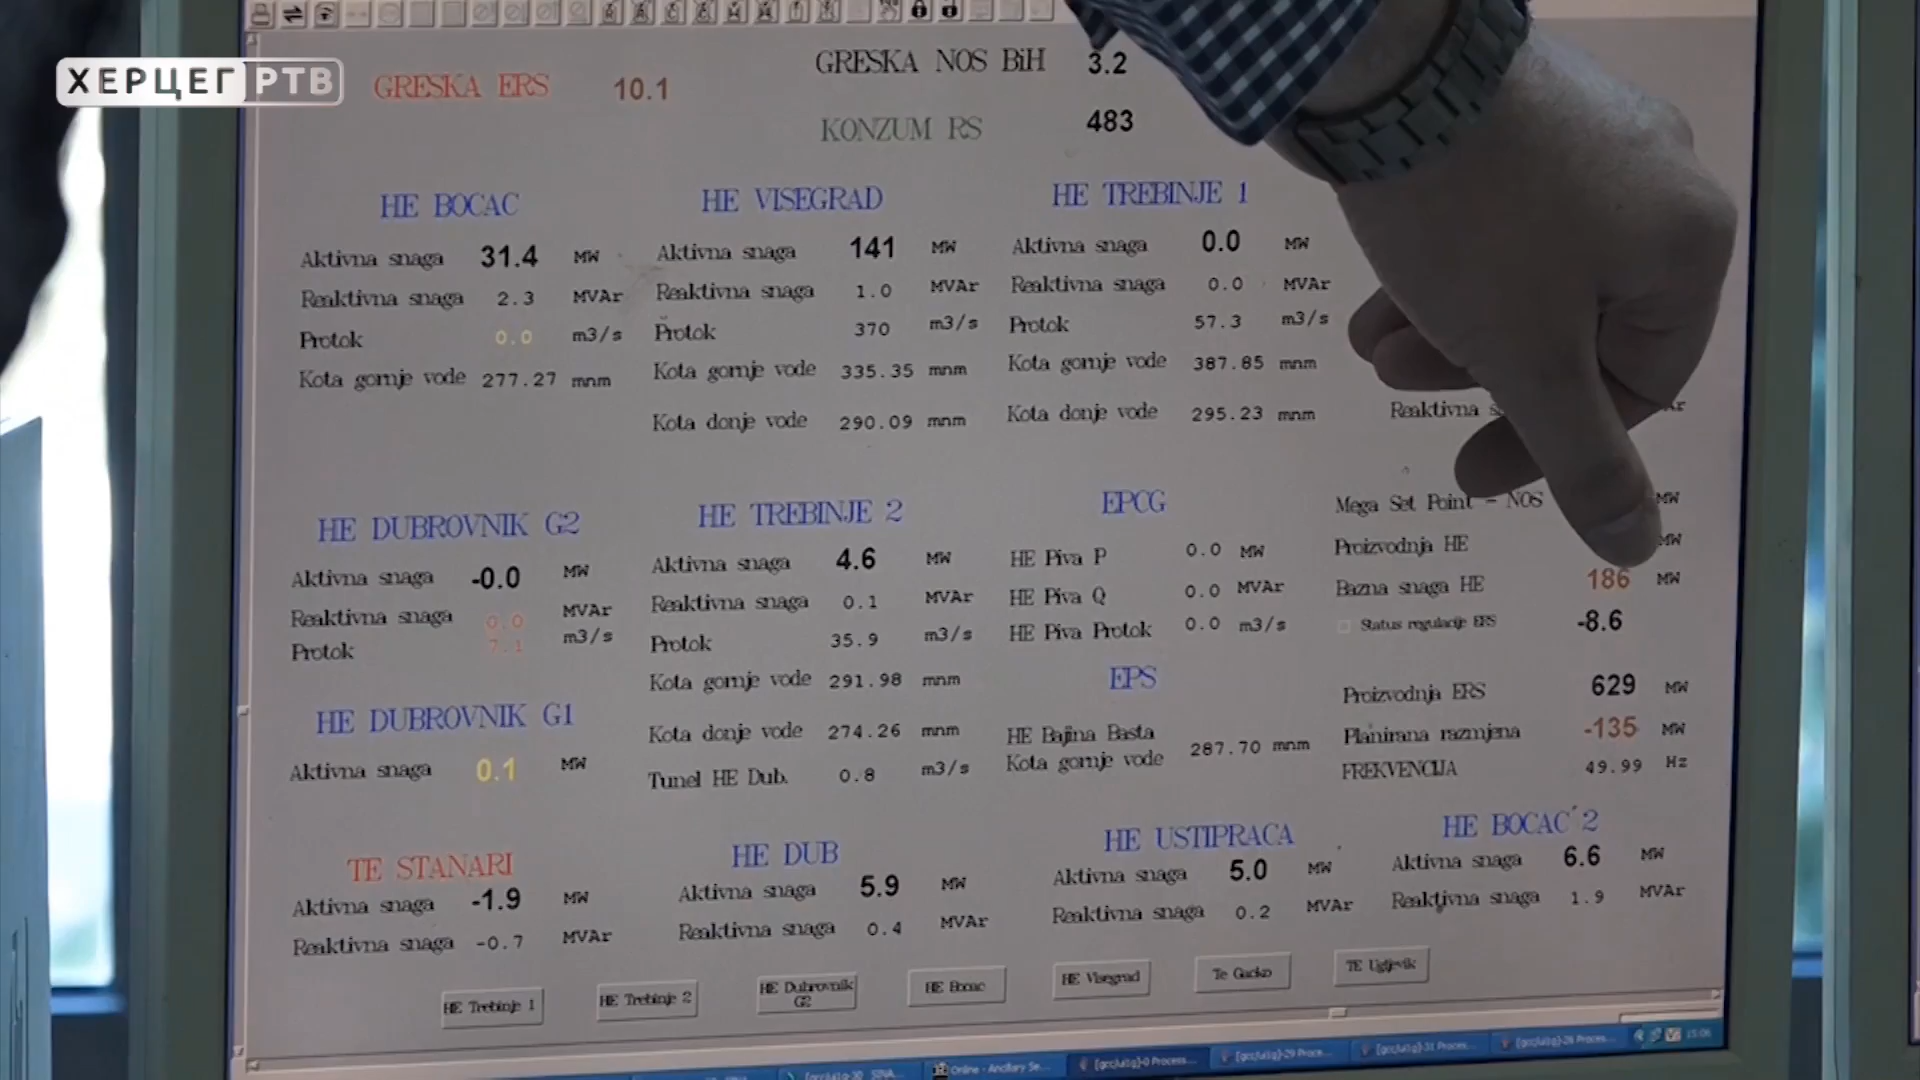 ХЕРЦЕГ РТВ
GRESKA ERS 10.1
GRESKA NOS BiH 3.2
KONZUM RS 483
HE BOCAC
Aktivna snaga 31.4 MW
Reaktivna snaga 2.3 MVAr
Protok 0.0 m3/s
Kota gornje vode 277.27 mnm
HE VISEGRAD
Aktivna snaga 141 MW
Reaktivna snaga 1.0 MVAr
Protok 370 m3/s
Kota gornje vode 335.35 mnm
Kota donje vode 290.09 mnm
HE TREBINJE 1
Aktivna snaga 0.0 MW
Reaktivna snaga 0.0 MVAr
Protok 57.3 m3/s
Kota gornje vode 387.85 mnm
Kota donje vode 295.23 mnm
Reaktivna
HE DUBROVNIK G2
Aktivna snaga -0.0 MW
Reaktivna snaga 0.0 MVAr
Protok 7.1 m3/s
HE DUBROVNIK G1
Aktivna snaga 0.1 MW
HE TREBINJE 2
Aktivna snaga 4.6 MW
Reaktivna snaga 0.1 MVAr
Protok 35.9 m3/s
Kota gornje vode 291.98 mnm
Kota donje vode 274.26 mnm
Tunel HE Dub. 0.8 m3/s
EPCG
HE Piva P 0.0 MW
HE Piva Q 0.0 MVAr
HE Piva Protok 0.0 m3/s
EPS
HE Bajina Basta
Kota gornje vode 287.70 mnm
Mega Set Point - NOS MW
Proizvodnja HE MW
Bazna snaga HE 186 MW
Status regulacije ERS -8.6
Proizvodnja ERS 629 MW
Planirana razmjena -135 MW
FREKVENCIJA 49.99 Hz
TE STANARI
Aktivna snaga -1.9 MW
Reaktivna snaga -0.7 MVAr
HE DUB
Aktivna snaga 5.9 MW
Reaktivna snaga 0.4 MVAr
HE USTIPRACA
Aktivna snaga 5.0 MW
Reaktivna snaga 0.2 MVAr
HE BOCAC 2
Aktivna snaga 6.6 MW
Reaktivna snaga 1.9 MVAr
HE Trebinje 1
HE Trebinje 2
HE Dubrovnik G2
HE Bocac
HE Visegrad
Te Gacko
TE Ugljevik
Online - Ancillary Se...